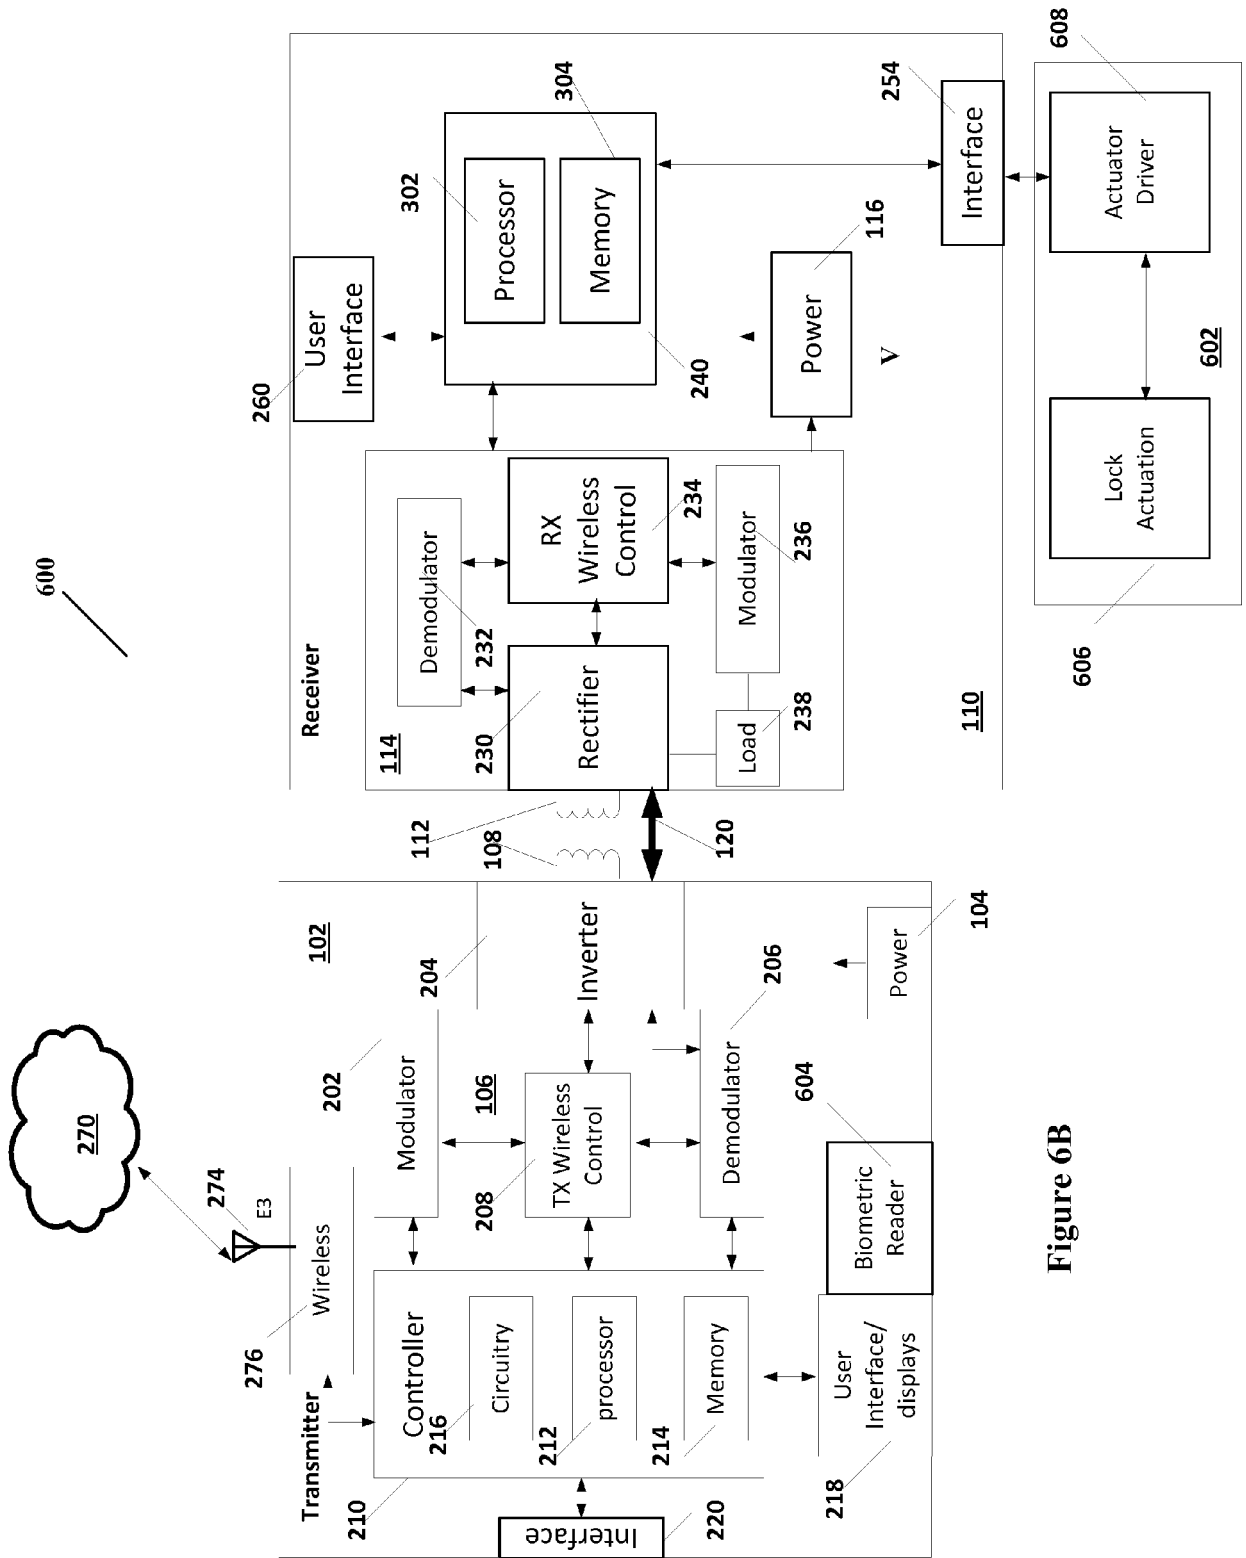 600
270
274
E3
Transmitter
276
Wireless
102
202
Modulator
204
Inverter
210
Controller
216
Circuitry
212
processor
214
Memory
106
208
TX Wireless
Control
206
Demodulator
Interface
220
218
User
Interface/
displays
604
Biometric
Reader
Power
104
108
112
120
Receiver
114
Demodulator
232
230
Rectifier
RX
Wireless
Control
234
Modulator
236
Load
238
110
260
User
Interface
302
Processor
304
Memory
240
Power
116
V
Interface
254
608
Actuator
Driver
602
Lock
Actuation
606
Figure 6B